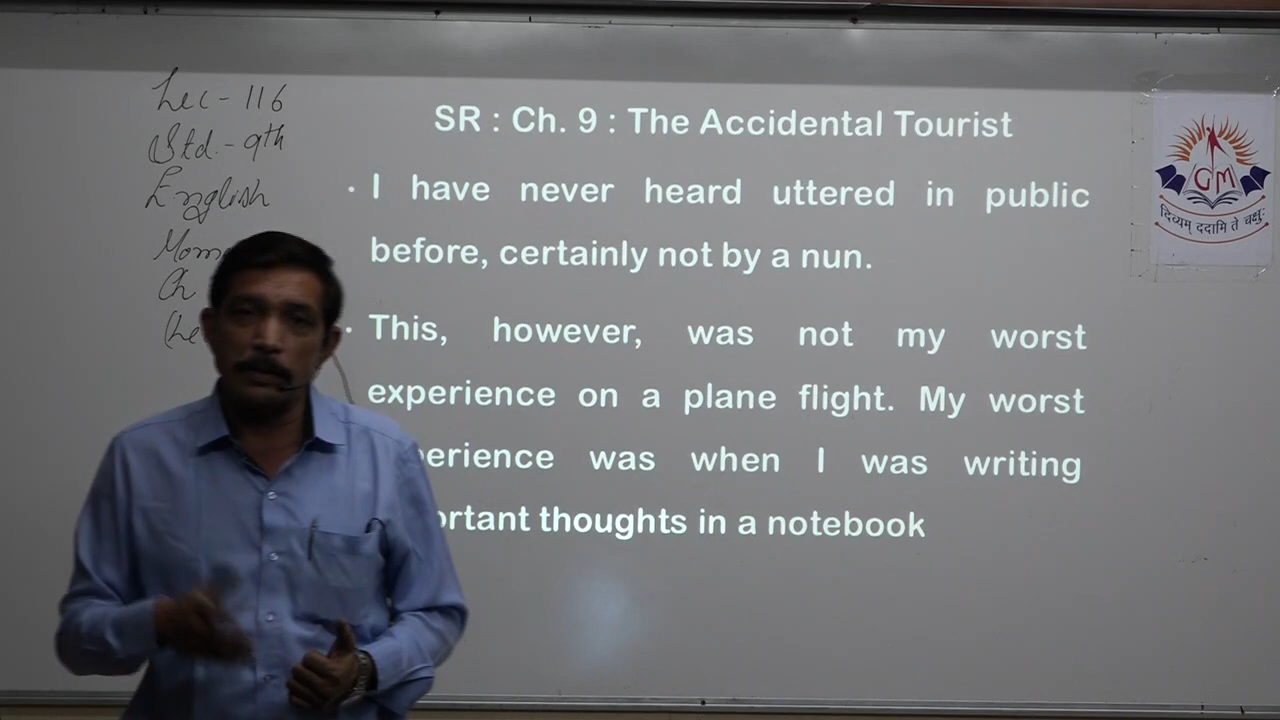 Lec - 116
Std. - 9th
English
Ch
SR : Ch. 9 : The Accidental Tourist
• I have never heard uttered in public
before, certainly not by a nun.
• This, however, was not my worst
experience on a plane flight. My worst
was when I was writing
thoughts in a notebook
GM
दिव्यम् ददामि ते चक्षुः